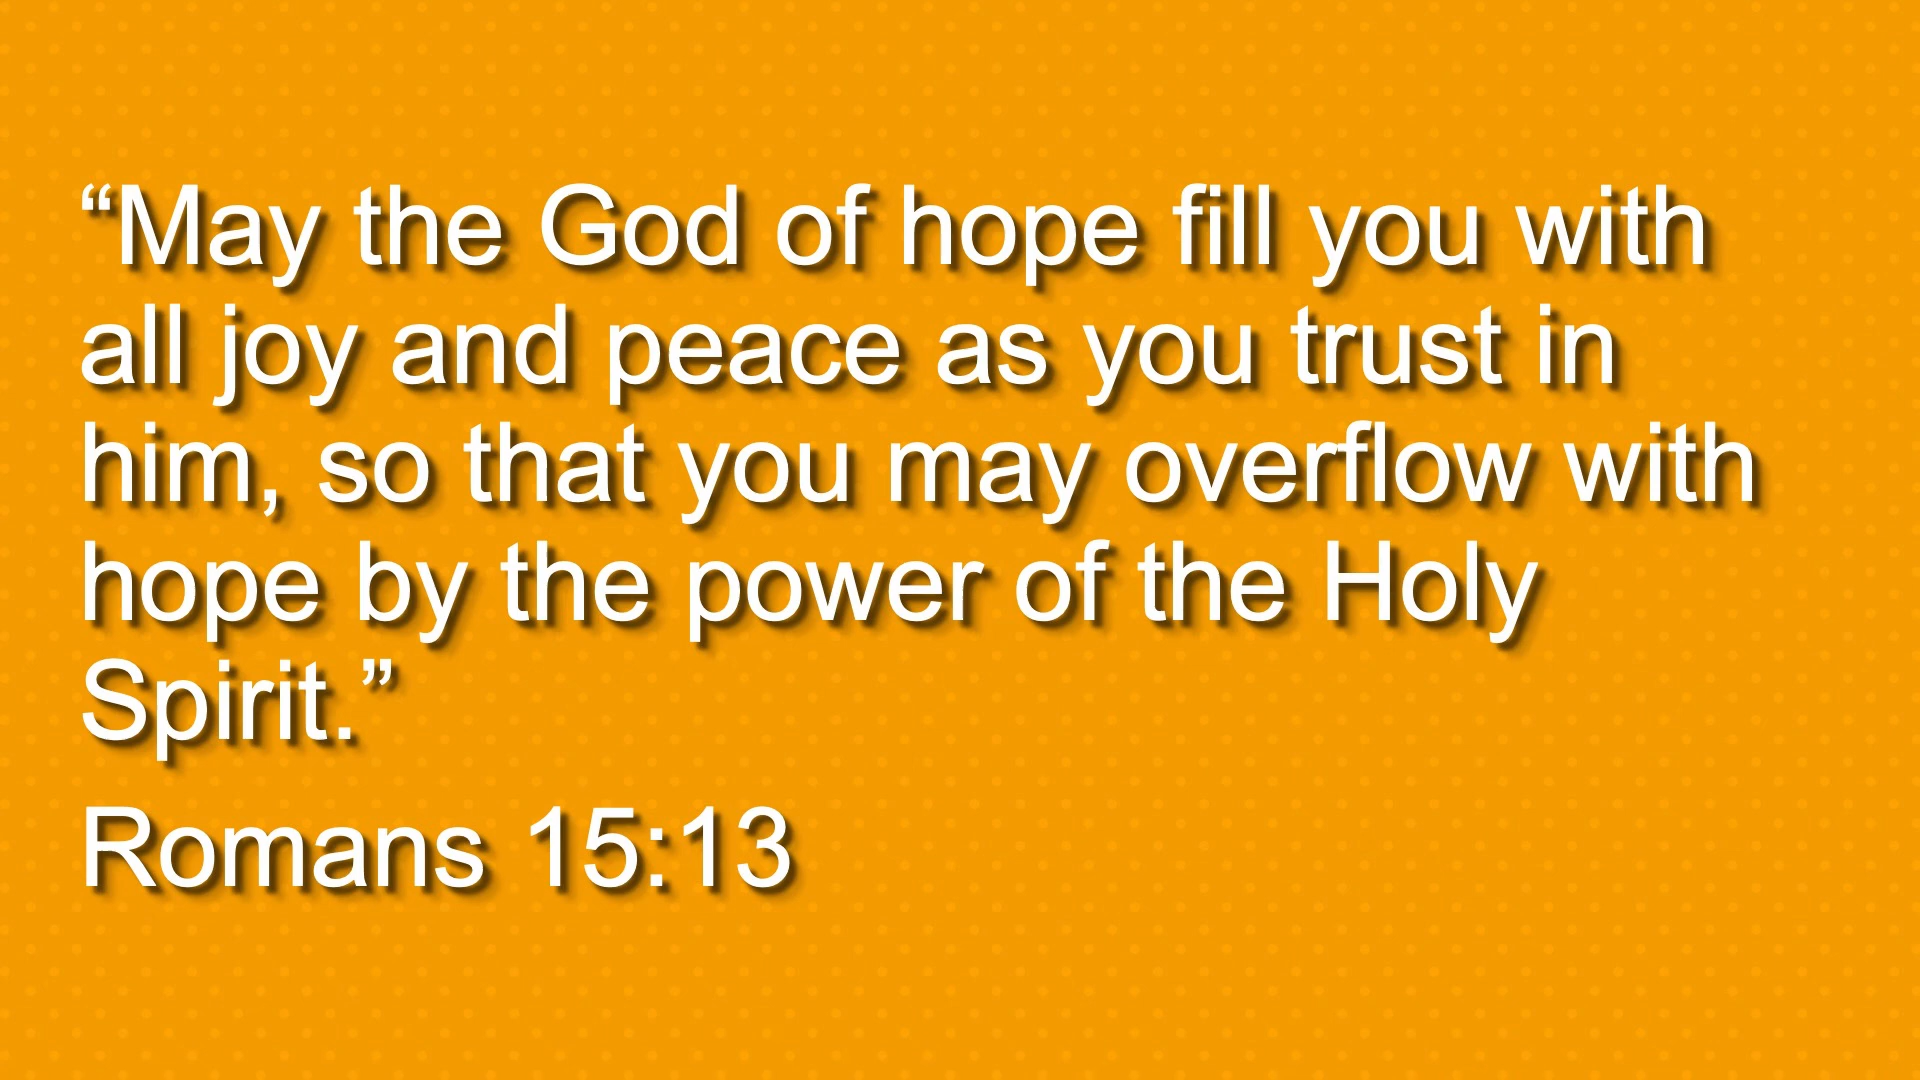 “May the God of hope fill you with
all joy and peace as you trust in
him, so that you may overflow with
hope by the power of the Holy
Spirit.”
Romans 15:13